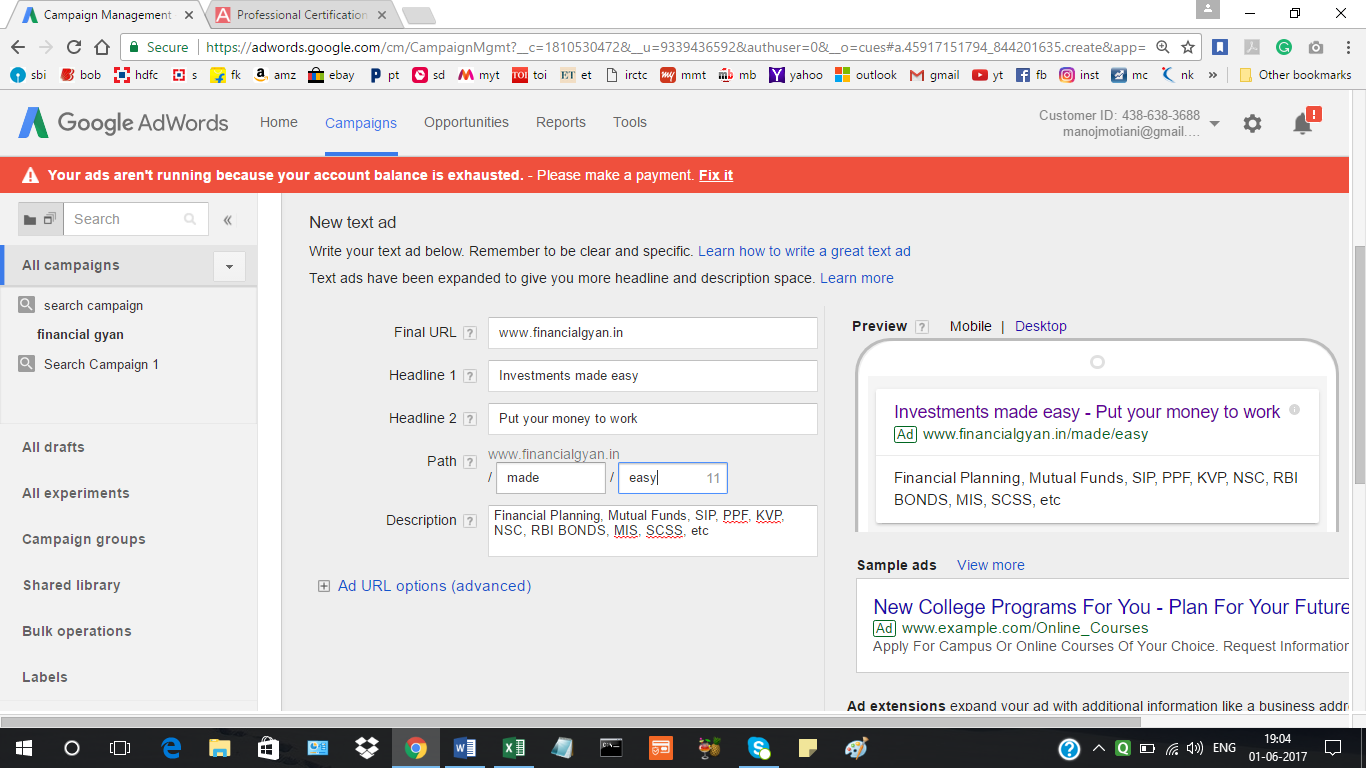 Campaign Management
Professional Certification
Secure
https://adwords.google.com/cm/CampaignMgmt?__c=1810530472&__u=9339436592&authuser=0&__o=cues#a.45917151794_844201635.create&app=
sbi bob hdfc s fk amz ebay pt sd myt toi et irctc mmt mb yahoo outlook gmail yt fb inst mc nk » Other bookmarks
Google AdWords
Home Campaigns Opportunities Reports Tools
Customer ID: 438-638-3688
manojmotiani@gmail....
Your ads aren't running because your account balance is exhausted. - Please make a payment. Fix it
Search «
All campaigns
search campaign
financial gyan
Search Campaign 1
All drafts
All experiments
Campaign groups
Shared library
Bulk operations
Labels
New text ad
Write your text ad below. Remember to be clear and specific. Learn how to write a great text ad
Text ads have been expanded to give you more headline and description space. Learn more
Final URL ? www.financialgyan.in
Headline 1 ? Investments made easy
Headline 2 ? Put your money to work
Path ? www.financialgyan.in
/ made / easy 11
Description ? Financial Planning, Mutual Funds, SIP, PPF, KVP,
NSC, RBI BONDS, MIS, SCSS, etc
Ad URL options (advanced)
Preview ? Mobile | Desktop
Investments made easy - Put your money to work
Ad www.financialgyan.in/made/easy
Financial Planning, Mutual Funds, SIP, PPF, KVP, NSC, RBI
BONDS, MIS, SCSS, etc
Sample ads View more
New College Programs For You - Plan For Your Future
Ad www.example.com/Online_Courses
Apply For Campus Or Online Courses Of Your Choice. Request Information
Ad extensions expand your ad with additional information like a business addr
ENG
19:04
01-06-2017